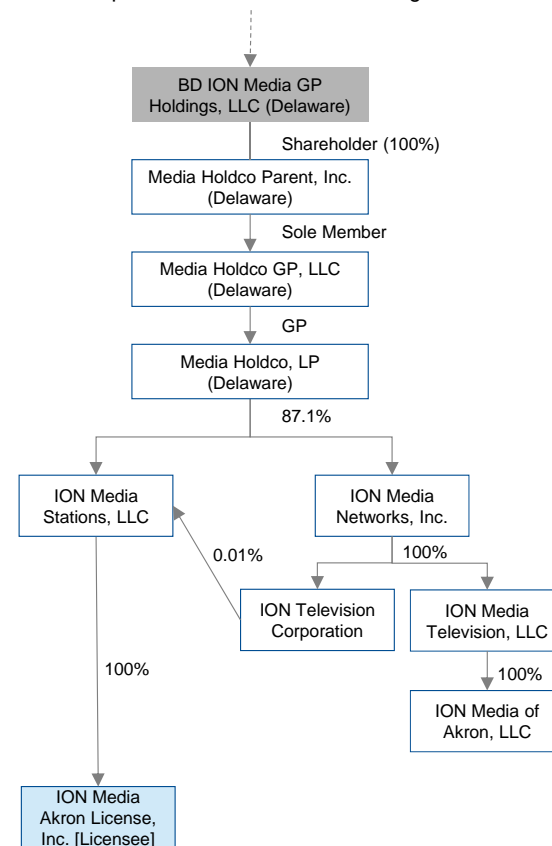 BD ION Media GP
Holdings, LLC (Delaware)
Shareholder (100%)
Media Holdco Parent, Inc.
(Delaware)
Sole Member
Media Holdco GP, LLC
(Delaware)
GP
Media Holdco, LP
(Delaware)
87.1%
ION Media
Stations, LLC
ION Media
Networks, Inc.
0.01%
100%
ION Television
Corporation
ION Media
Television, LLC
100%
100%
ION Media of
Akron, LLC
ION Media
Akron License,
Inc. [Licensee]